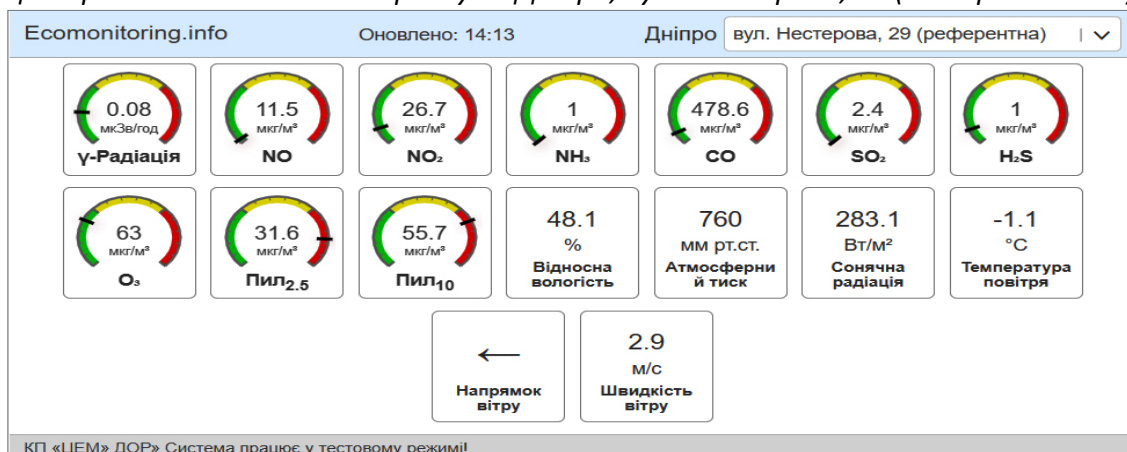 Ecomonitoring.info Оновлено: 14:13 Дніпро вул. Нестерова, 29 (референтна)
0.08 11.5 26.7 1 478.6 2.4 1
мкЗв/год мкг/м³ мкг/м³ мкг/м³ мкг/м³ мкг/м³ мкг/м³
γ-Радіація NO NO₂ NH₃ CO SO₂ H₂S
63 31.6 55.7 48.1 760 283.1 -1.1
мкг/м³ мкг/м³ мкг/м³ % мм рт.ст. Вт/м² °C
O₃ Пил2.5 Пил10 Відносна Атмосферни Сонячна Температура
вологість й тиск радіація повітря
← 2.9
м/с
Напрямок Швидкість
вітру вітру
КП «ЦЕМ» ДОР» Система працює у тестовому режимі!